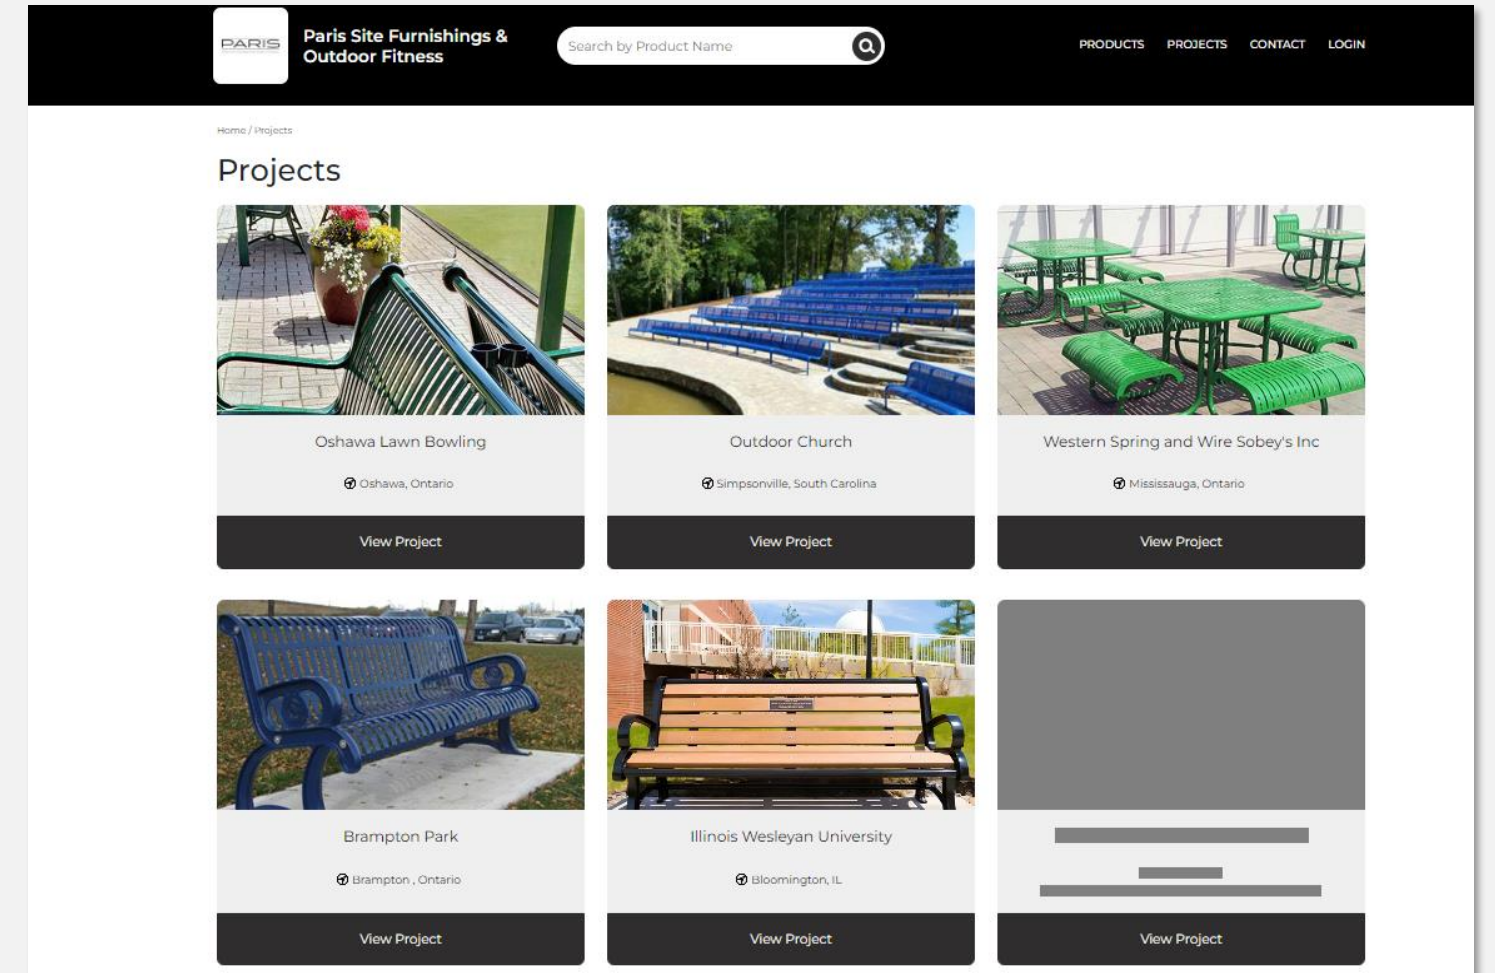 PARIS
Paris Site Furnishings &
Outdoor Fitness
Search by Product Name
PRODUCTS PROJECTS CONTACT LOGIN
Home / Projects
Projects
Oshawa Lawn Bowling
Oshawa, Ontario
View Project
Outdoor Church
Simpsonville, South Carolina
View Project
Western Spring and Wire Sobey's Inc
Mississauga, Ontario
View Project
Brampton Park
Brampton , Ontario
View Project
Illinois Wesleyan University
Bloomington, IL
View Project
View Project